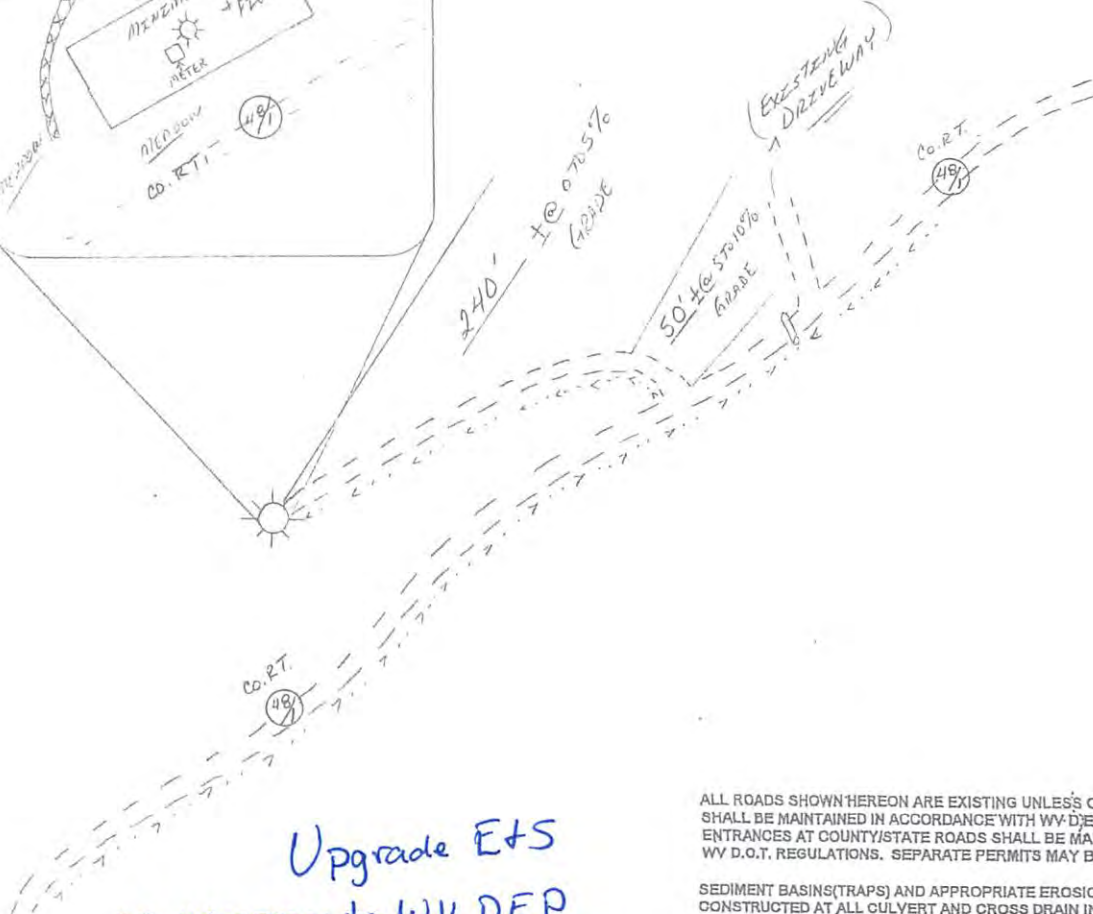 METER
MEADOW
CO. RT.
48/1
240' ± @ 0 TO 5%
GRADE
50' ± @ 5 TO 10%
GRADE
(EXISTING
DRIVEWAY)
CO. RT.
48/1
CO. RT.
48/1
Upgrade E+S
WV DEP
ALL ROADS SHOWN HEREON ARE EXISTING UNLESS
SHALL BE MAINTAINED IN ACCORDANCE WITH WV
ENTRANCES AT COUNTY/STATE ROADS SHALL BE
WV D.O.T. REGULATIONS. SEPARATE PERMITS MAY
SEDIMENT BASINS(TRAPS) AND APPROPRIATE
CONSTRUCTED AT ALL CULVERT AND CROSS DRAIN